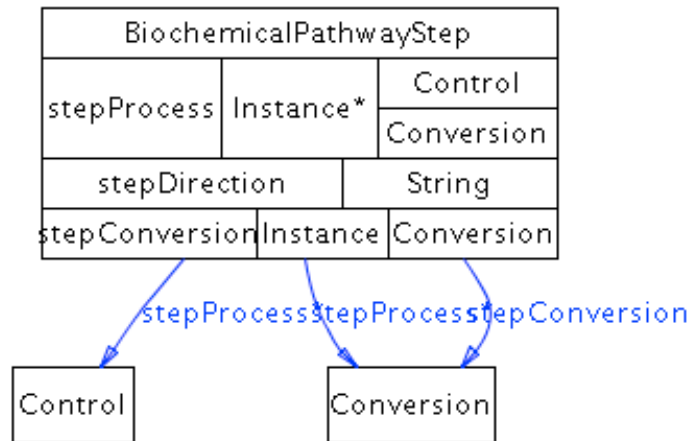 BiochemicalPathwayStep
stepProcess Instance* Control
Conversion
stepDirection String
stepConversion Instance Conversion
stepProcess* stepProcess* stepConversion
Control Conversion